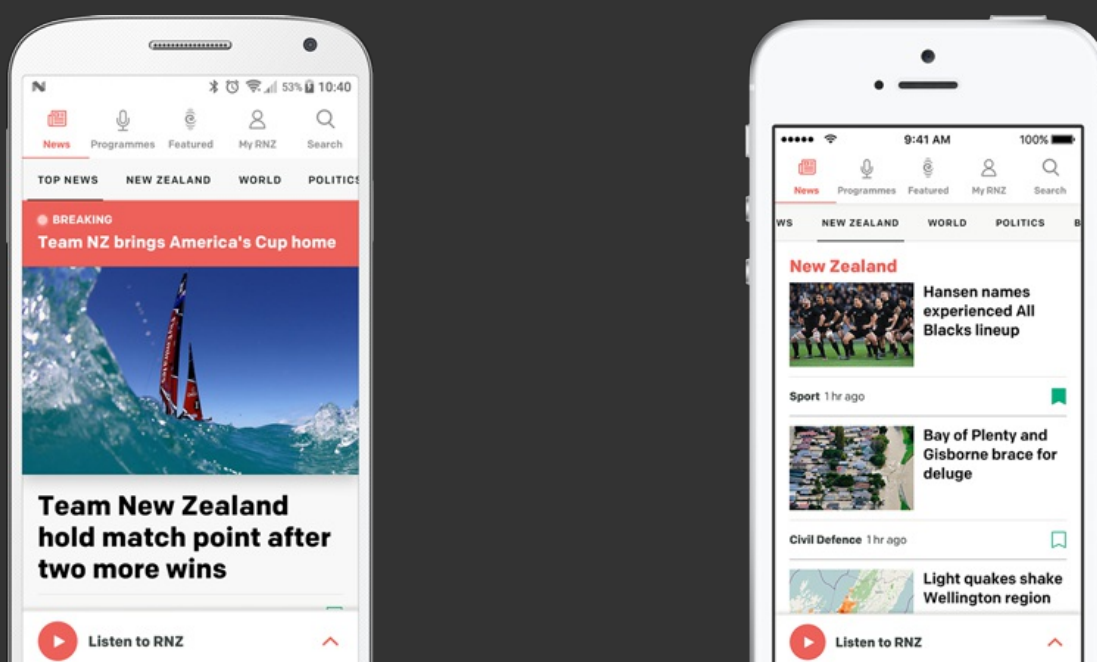 53% 10:40
News Programmes Featured My RNZ Search
TOP NEWS NEW ZEALAND WORLD POLITICS
BREAKING
Team NZ brings America's Cup home
Team New Zealand
hold match point after
two more wins
Listen to RNZ
9:41 AM 100%
News Programmes Featured My RNZ Search
WS NEW ZEALAND WORLD POLITICS B
New Zealand
Hansen names
experienced All
Blacks lineup
Sport 1 hr ago
Bay of Plenty and
Gisborne brace for
deluge
Civil Defence 1 hr ago
Light quakes shake
Wellington region
Listen to RNZ